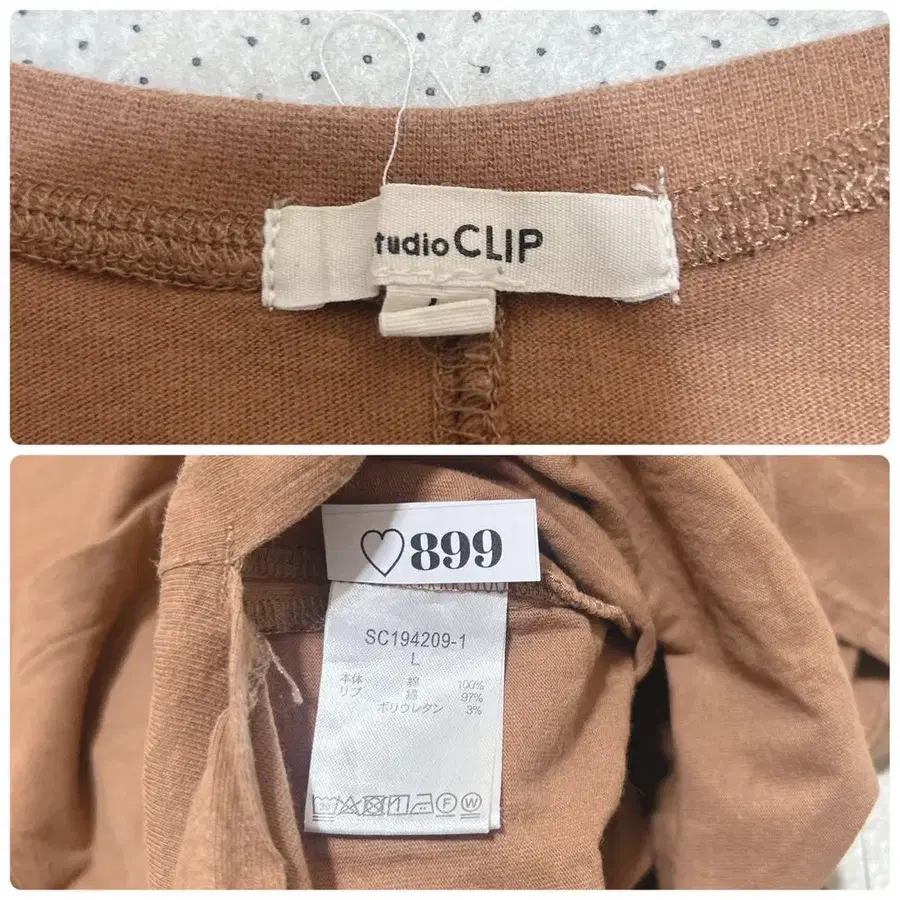 tudio CLIP
♡899
SC194209-1
L
本体 綿 100%
リブ 綿 97%
ポリウレタン 3%
F W